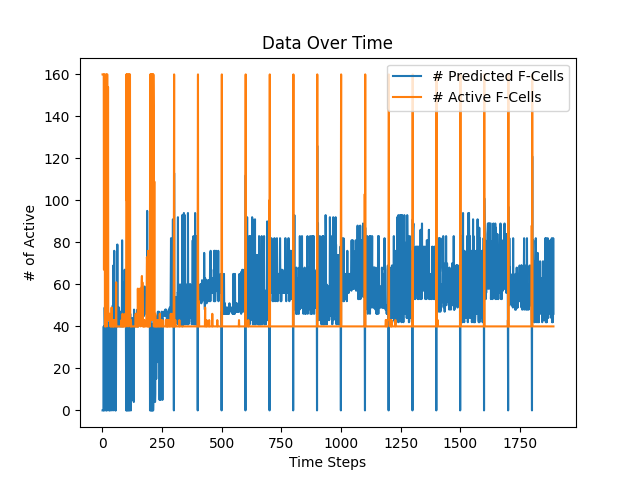 Data Over Time
# Predicted F-Cells
# Active F-Cells
# of Active
160
140
120
100
80
60
40
20
0
0 250 500 750 1000 1250 1500 1750
Time Steps